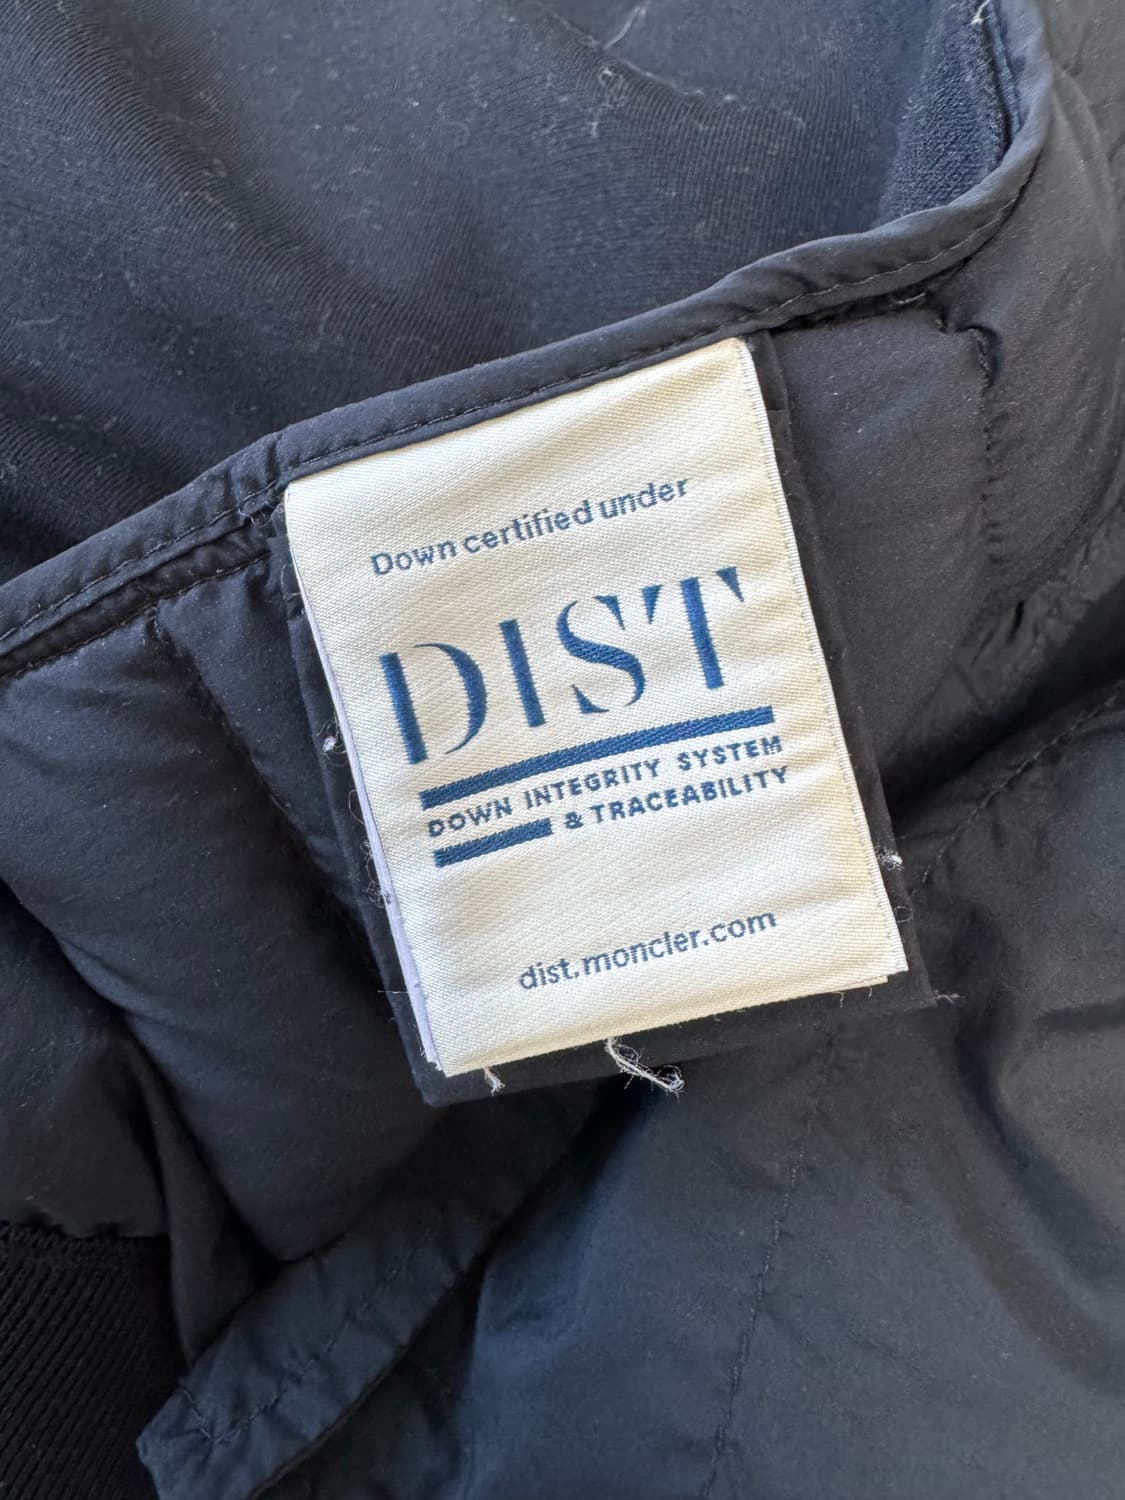 Down certified under
DIST
DOWN INTEGRITY SYSTEM
& TRACEABILITY
dist.moncler.com